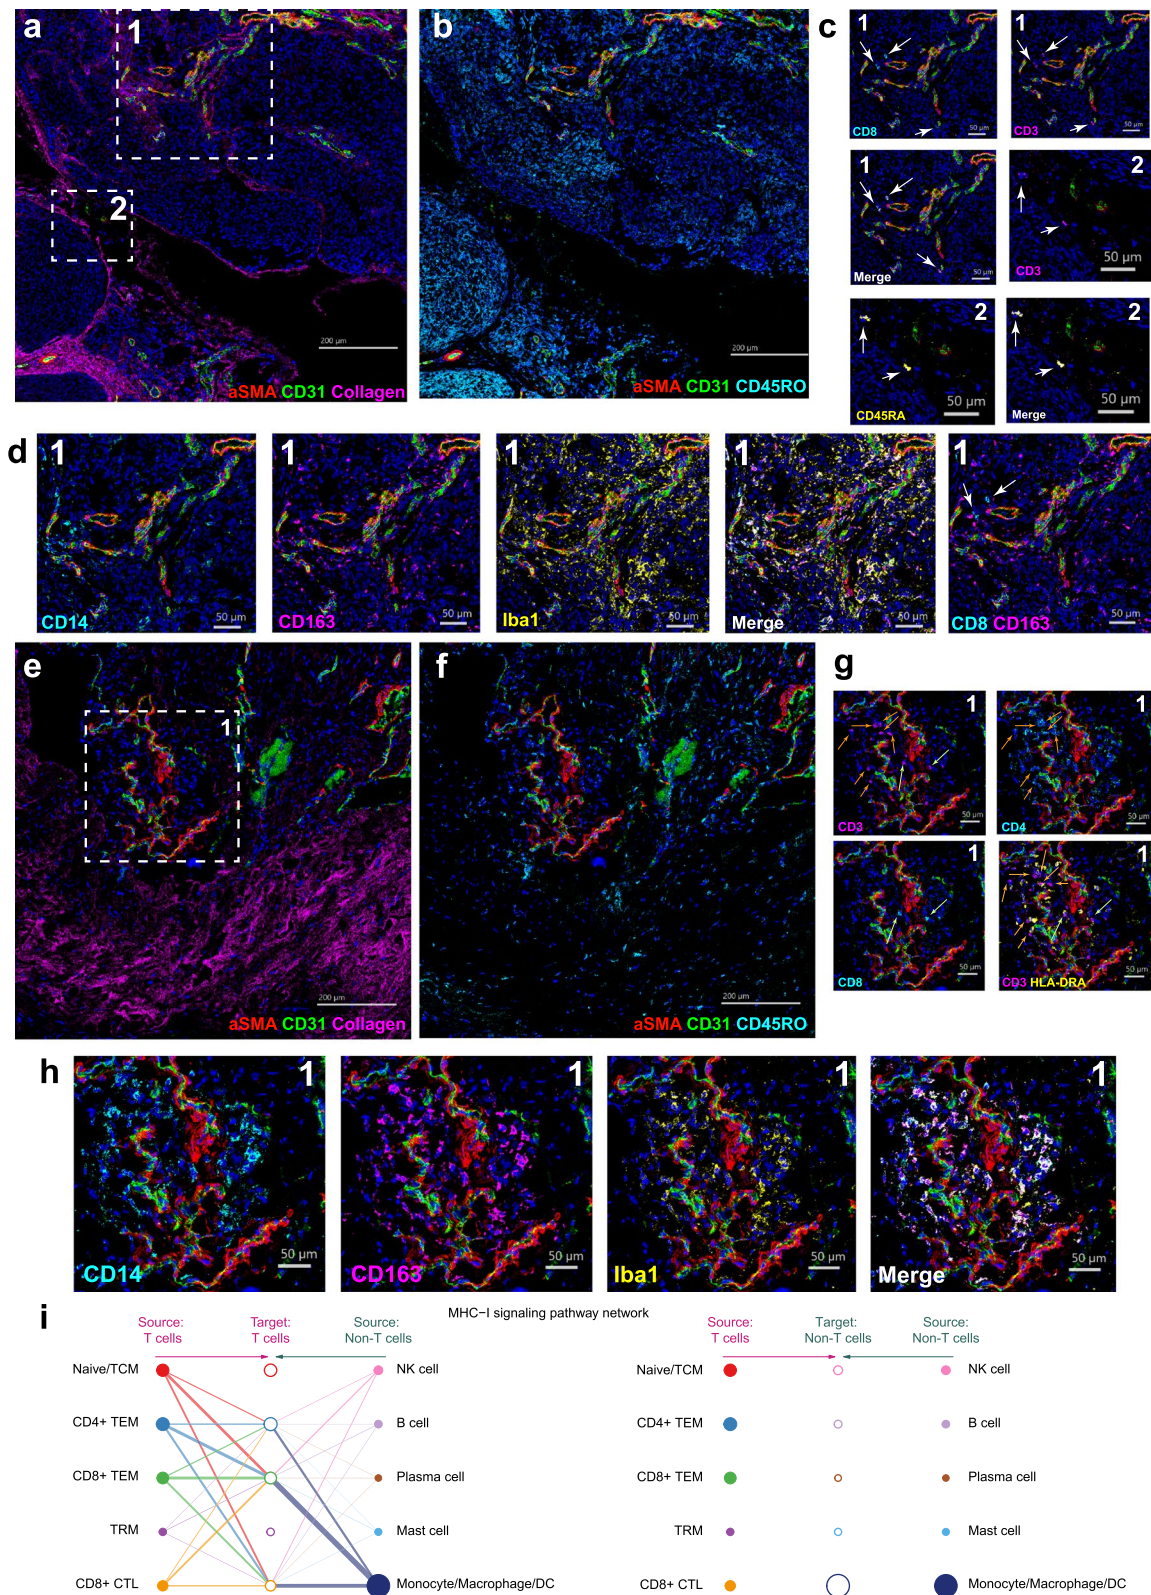 a
1
2
200 µm
aSMA CD31 Collagen
b
200 µm
aSMA CD31 CD45RO
c
1
CD8
50 µm
1
CD3
50 µm
1
Merge
50 µm
2
CD3
50 µm
2
CD45RA
50 µm
2
Merge
50 µm
d
1
CD14
50 µm
1
CD163
50 µm
1
Iba1
50 µm
1
Merge
50 µm
1
CD8 CD163
50 µm
e
1
200 µm
aSMA CD31 Collagen
f
200 µm
aSMA CD31 CD45RO
g
1
CD3
50 µm
1
CD4
50 µm
1
CD8
50 µm
1
CD3 HLA-DRA
50 µm
h
1
CD14
50 µm
1
CD163
50 µm
1
Iba1
50 µm
1
Merge
50 µm
i
MHC−I signaling pathway network
Source: T cells
Target: T cells
Source: Non-T cells
Naive/TCM
NK cell
CD4+ TEM
B cell
CD8+ TEM
Plasma cell
TRM
Mast cell
CD8+ CTL
Monocyte/Macrophage/DC
Source: T cells
Target: Non-T cells
Source: Non-T cells
Naive/TCM
NK cell
CD4+ TEM
B cell
CD8+ TEM
Plasma cell
TRM
Mast cell
CD8+ CTL
Monocyte/Macrophage/DC